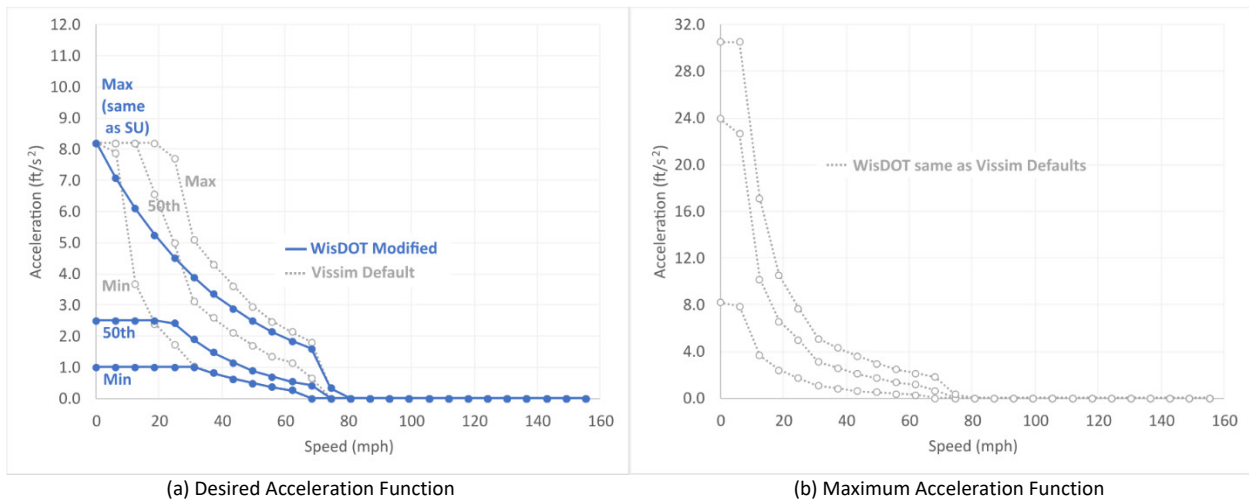 12.0
11.0
10.0
9.0
8.0
7.0
6.0
5.0
4.0
3.0
2.0
1.0
0.0
Acceleration (ft/s²)
Max
(same
as SU)
Max
50th
Min
50th
Min
WisDOT Modified
Vissim Default
0 20 40 60 80 100 120 140 160
Speed (mph)
(a) Desired Acceleration Function
32.0
28.0
24.0
20.0
16.0
12.0
8.0
4.0
0.0
Acceleration (ft/s²)
WisDOT same as Vissim Defaults
0 20 40 60 80 100 120 140 160
Speed (mph)
(b) Maximum Acceleration Function